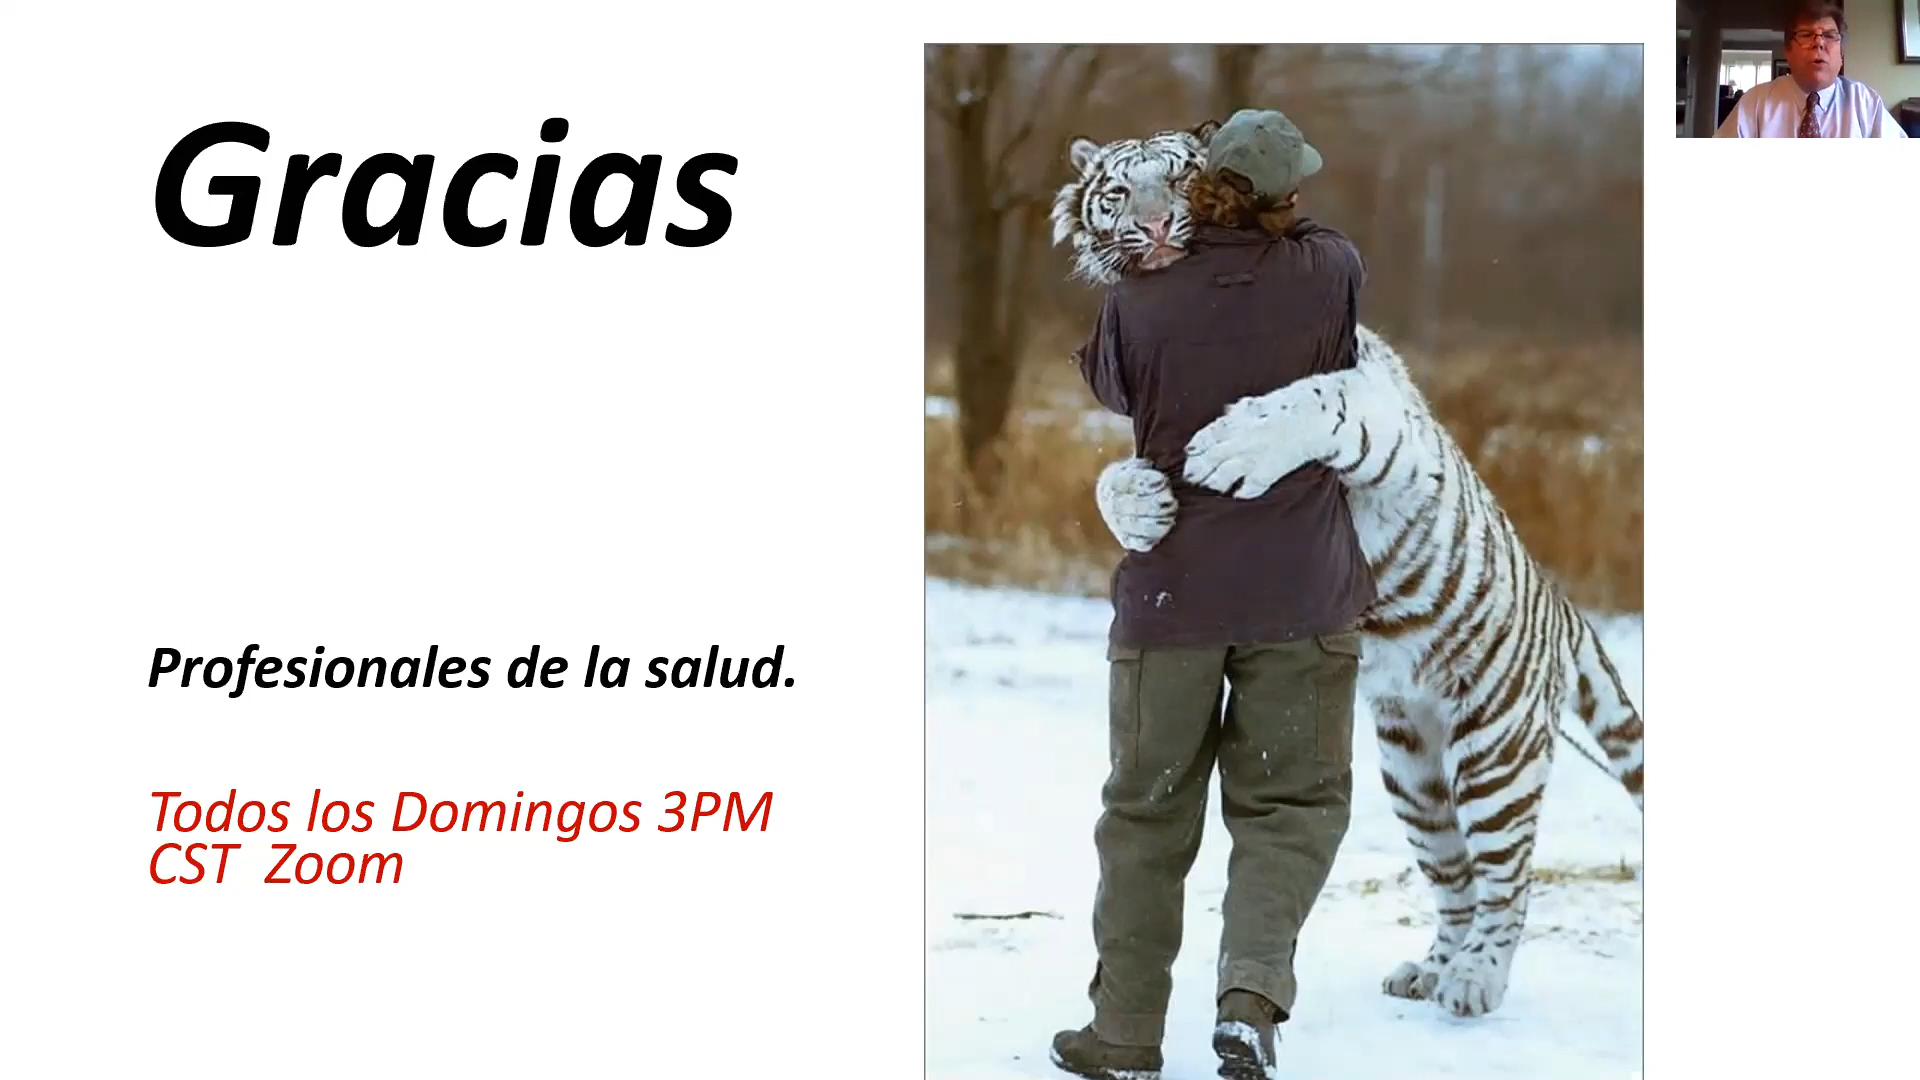 Gracias
Profesionales de la salud.
Todos los Domingos 3PM
CST Zoom